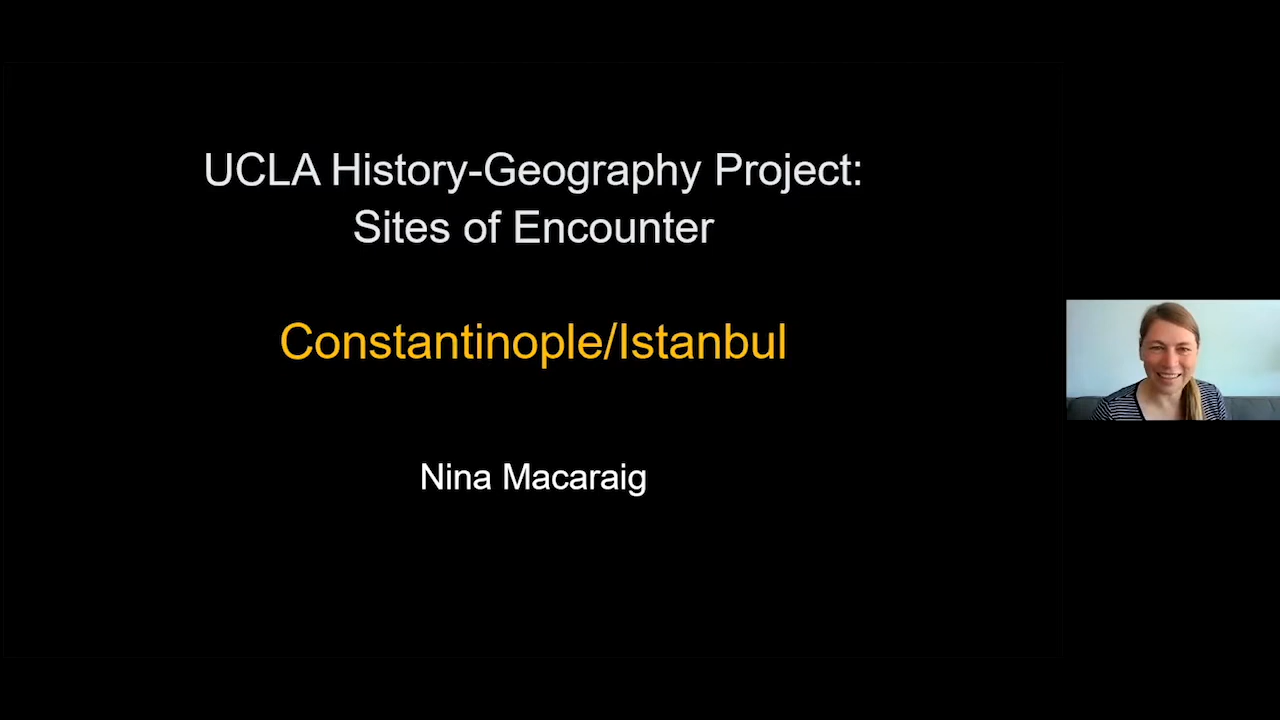 UCLA History-Geography Project:
Sites of Encounter
Constantinople/Istanbul
Nina Macaraig